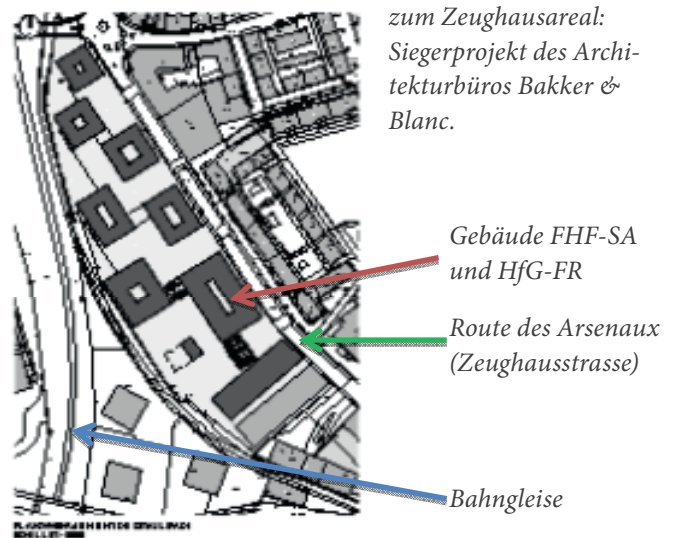 zum Zeughausareal:
Siegerprojekt des Archi-
tekturbüros Bakker &
Blanc.
Gebäude FHF-SA
und HfG-FR
Route des Arsenaux
(Zeughausstrasse)
Bahngleise